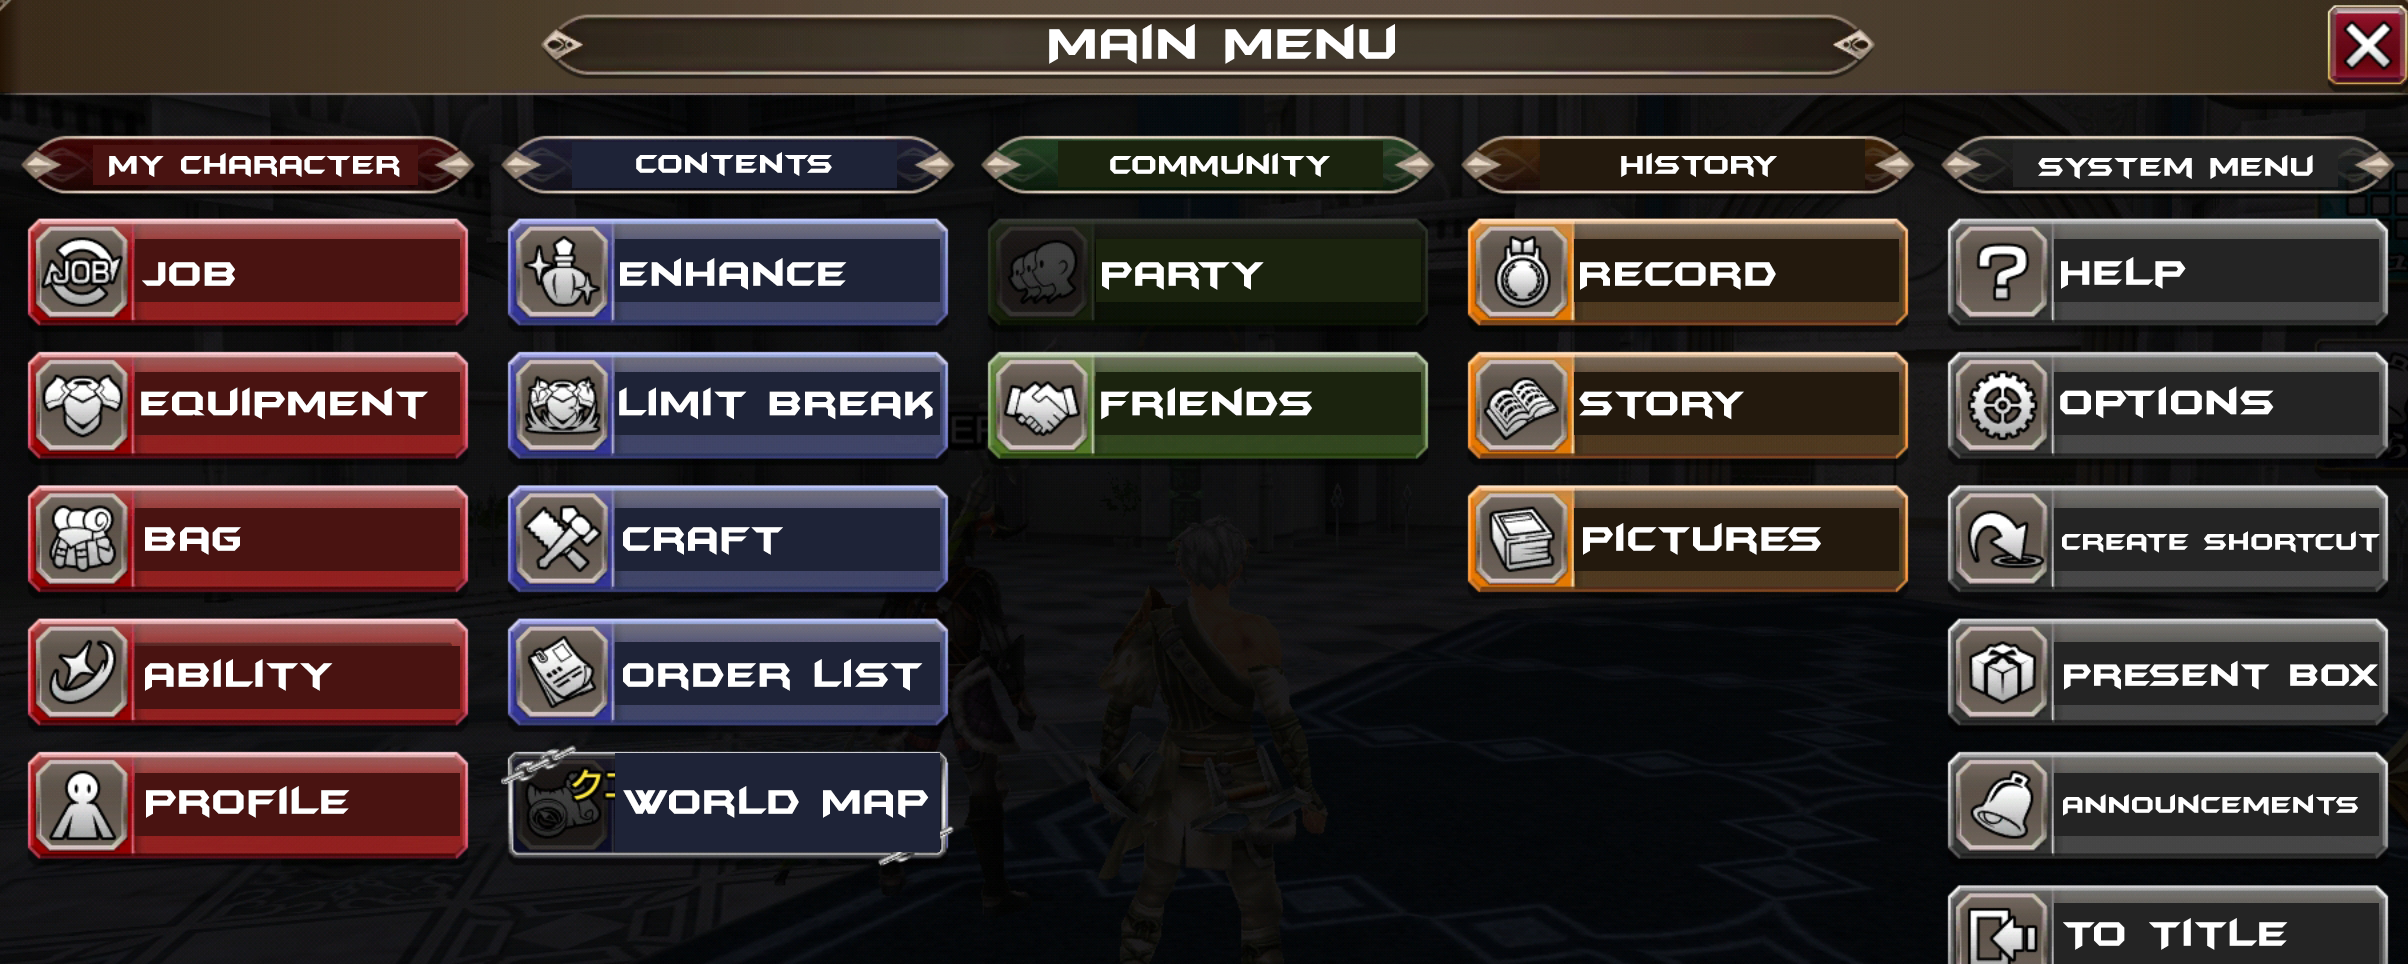 MAIN MENU
MY CHARACTER
JOB
JOB
EQUIPMENT
BAG
ABILITY
PROFILE
CONTENTS
ENHANCE
LIMIT BREAK
CRAFT
ORDER LIST
WORLD MAP
COMMUNITY
PARTY
FRIENDS
HISTORY
RECORD
STORY
PICTURES
SYSTEM MENU
? HELP
OPTIONS
CREATE SHORTCUT
PRESENT BOX
ANNOUNCEMENTS
TO TITLE